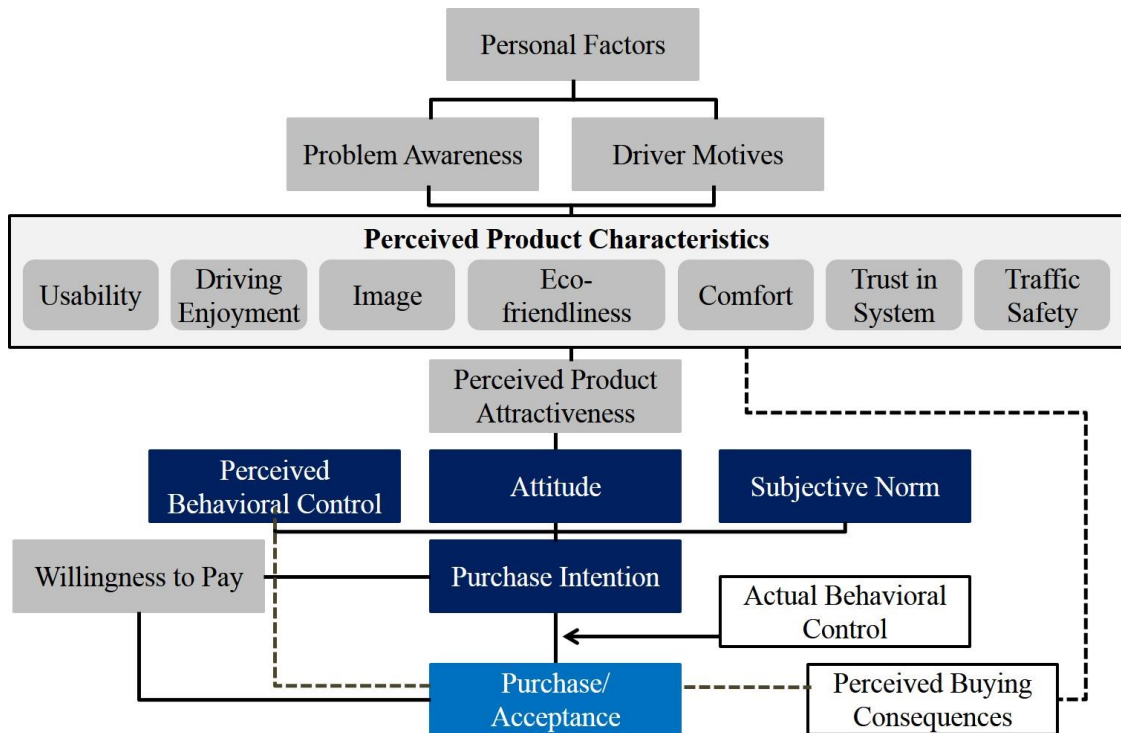 Personal Factors
Problem Awareness
Driver Motives
Perceived Product Characteristics
Usability
Driving
Enjoyment
Image
Eco-
friendliness
Comfort
Trust in
System
Traffic
Safety
Perceived Product
Attractiveness
Perceived
Behavioral Control
Attitude
Subjective Norm
Willingness to Pay
Purchase Intention
Actual Behavioral
Control
Purchase/
Acceptance
Perceived Buying
Consequences